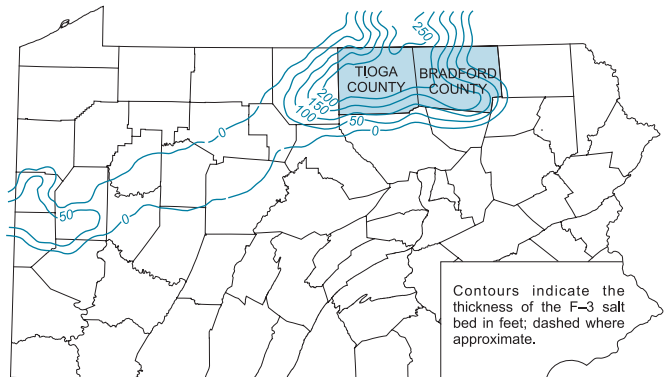 250
0
TIOGA
COUNTY
BRADFORD
COUNTY
200
150
100
50
0
0
50
0
Contours indicate the
thickness of the F–3 salt
bed in feet; dashed where
approximate.